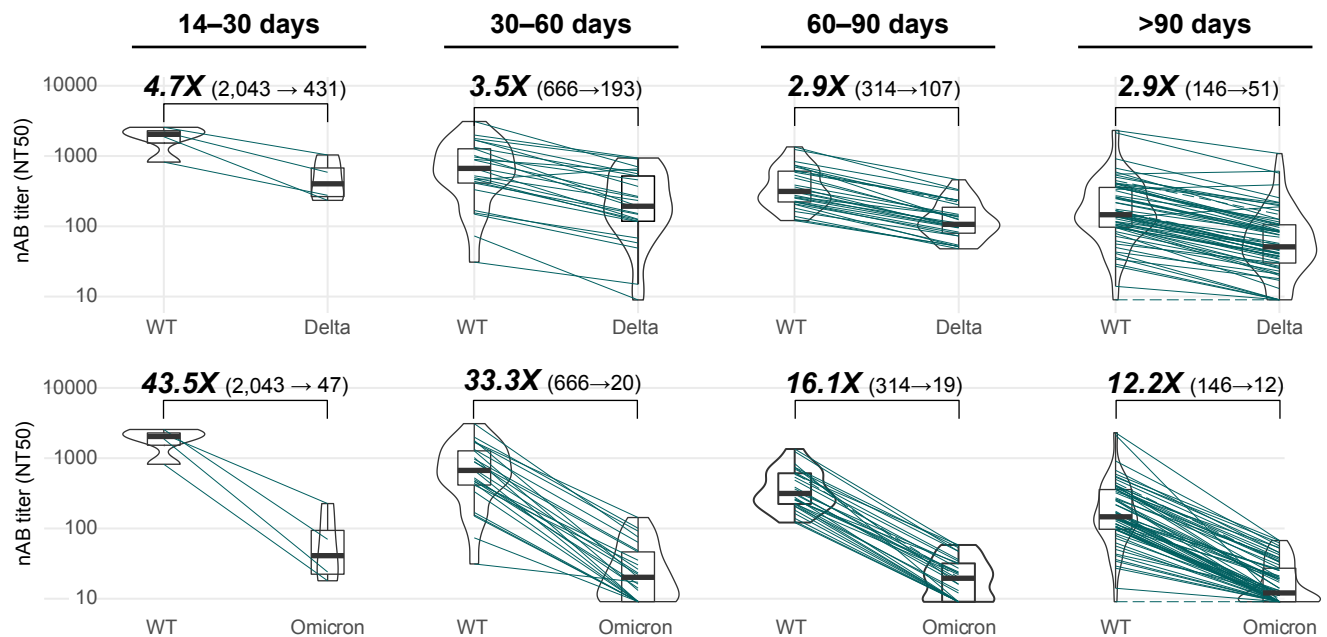 14–30 days 30–60 days 60–90 days >90 days
10000 4.7X (2,043 → 431) 3.5X (666→193) 2.9X (314→107) 2.9X (146→51)
1000
nAB titer (NT50)
100
10
WT Delta WT Delta WT Delta WT Delta
10000 43.5X (2,043 → 47) 33.3X (666→20) 16.1X (314→19) 12.2X (146→12)
1000
nAB titer (NT50)
100
10
WT Omicron WT Omicron WT Omicron WT Omicron